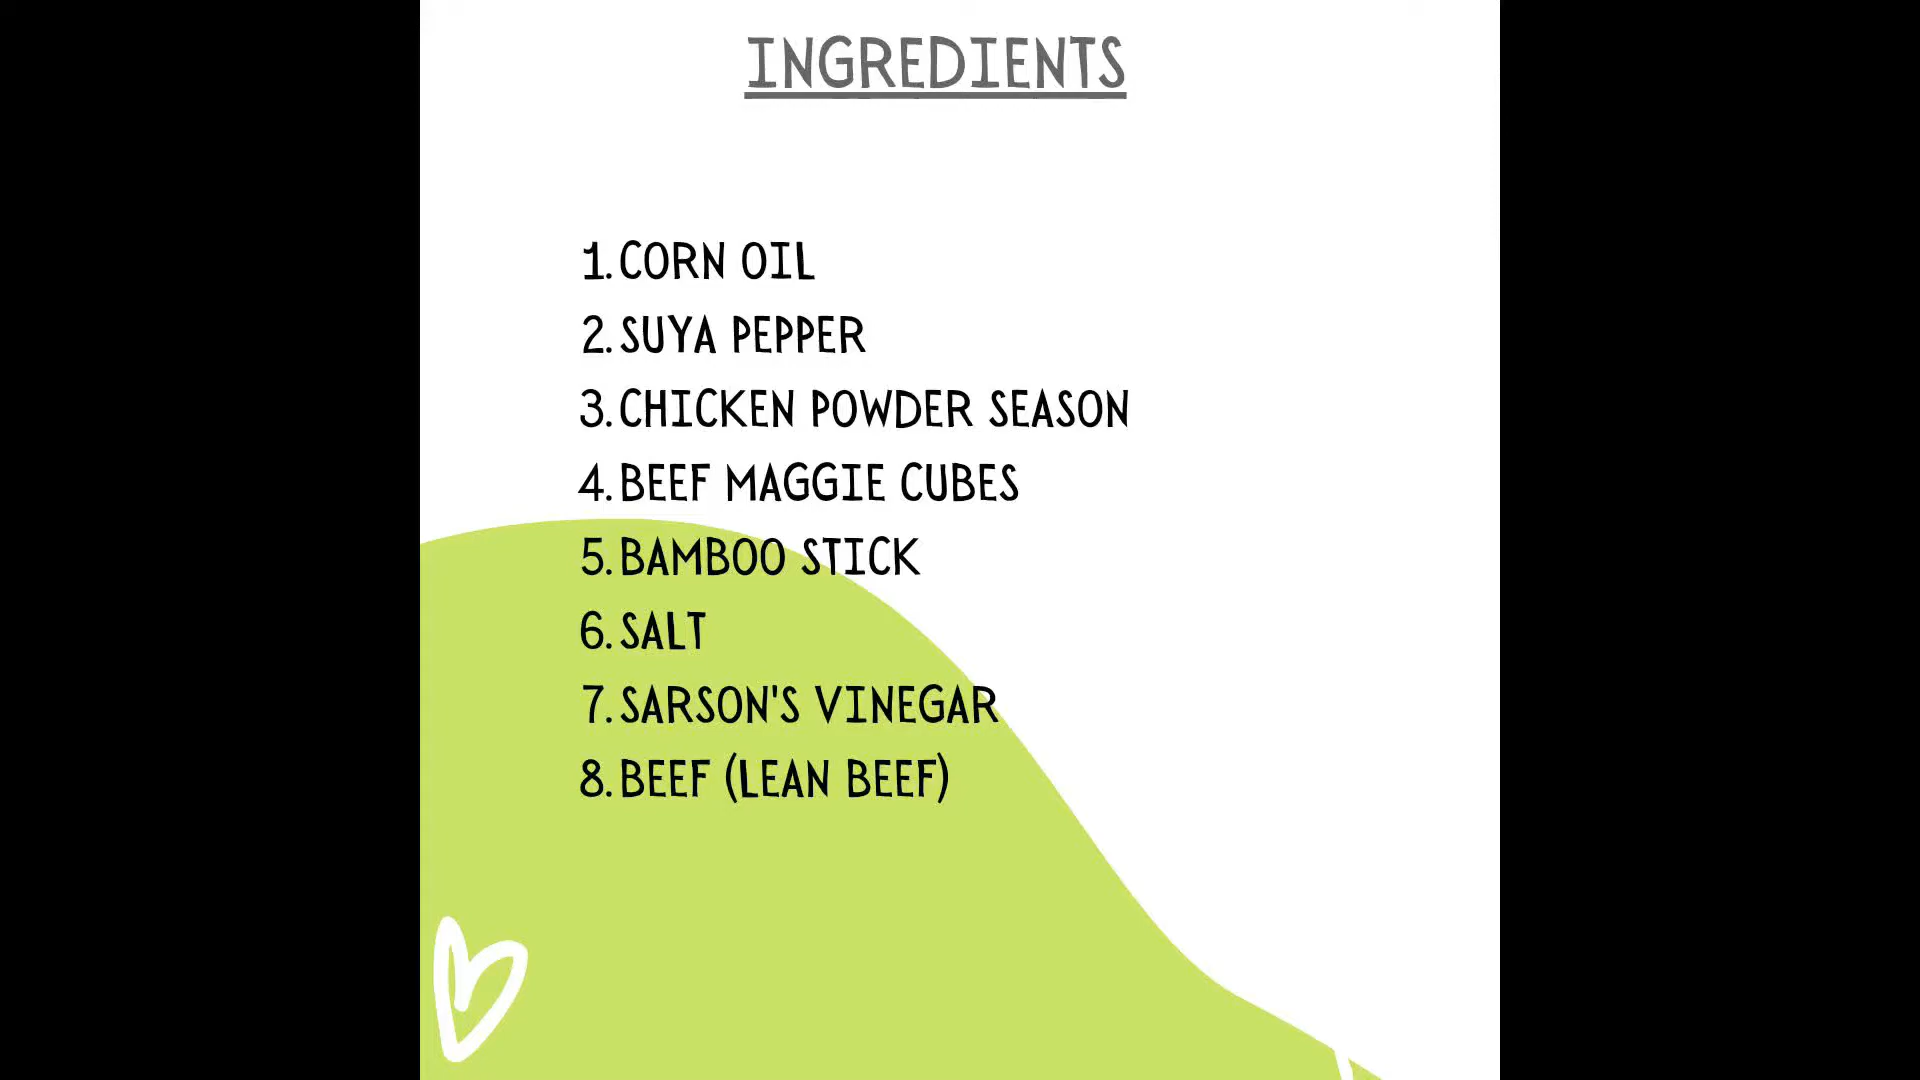 INGREDIENTS
1. CORN OIL
2. SUYA PEPPER
3. CHICKEN POWDER SEASON
4. BEEF MAGGIE CUBES
5. BAMBOO STICK
6. SALT
7. SARSON'S VINEGAR
8. BEEF (LEAN BEEF)